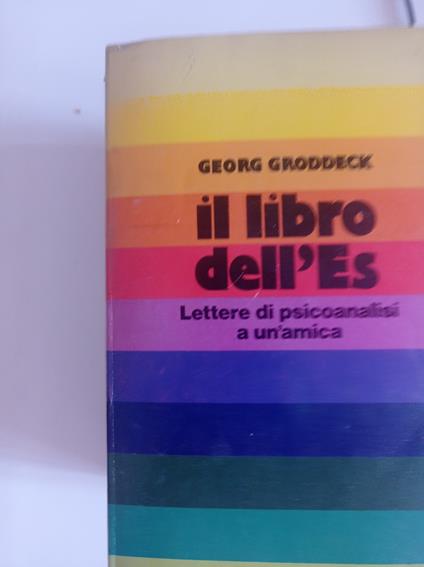 GEORG GRODDECK
il libro
dell'Es
Lettere di psicoanalisi
a un'amica